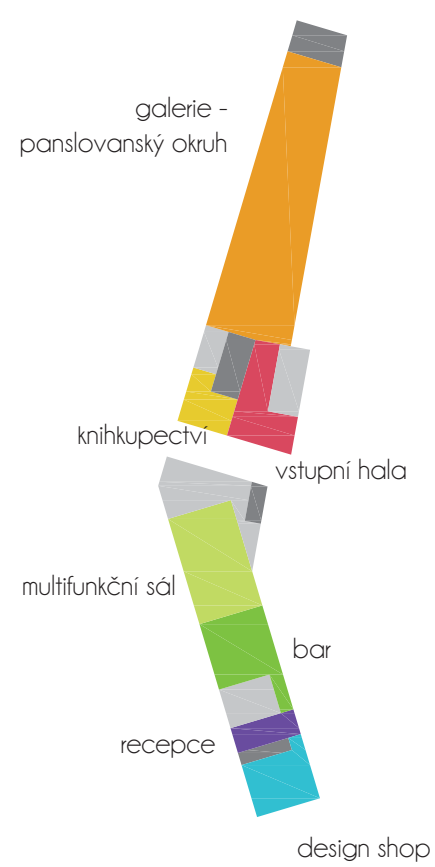 galerie -
panslovanský okruh
knihkupectví
vstupní hala
multifunkční sál
bar
recepce
design shop